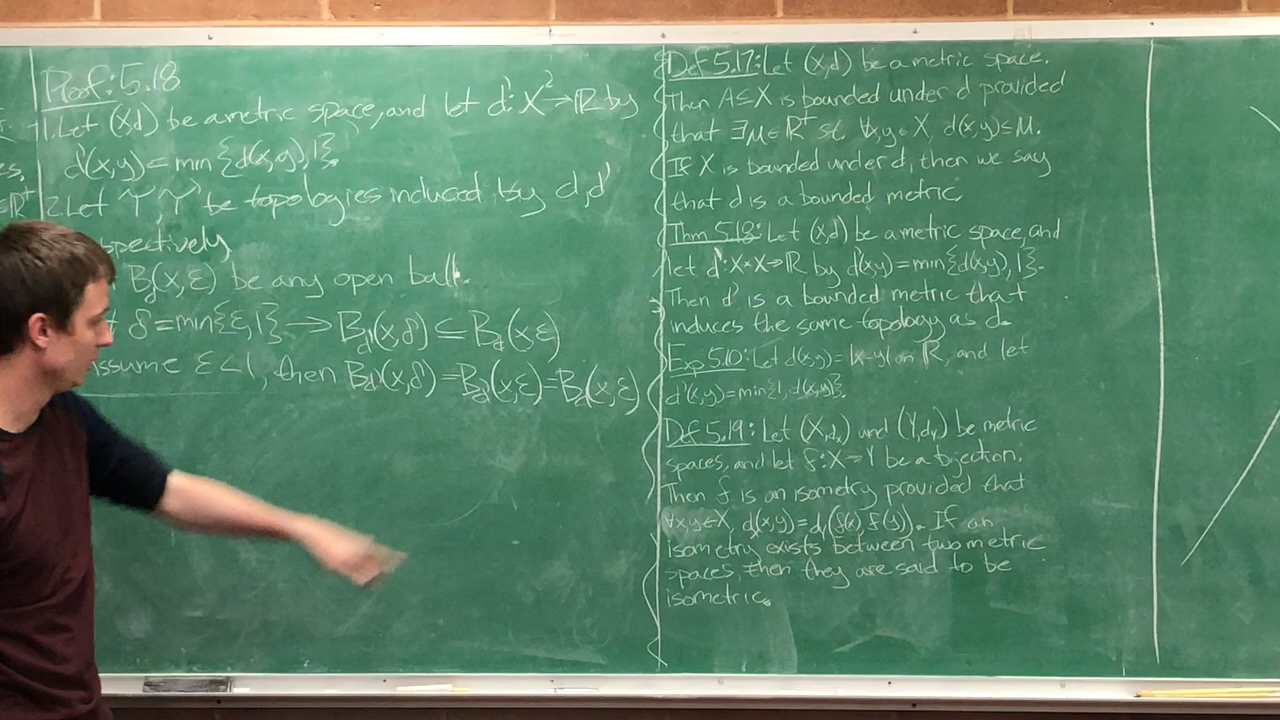 es,
∈ℝ⁺
Proof: 5.18
1. Let (X,d) be a metric space, and let d': X² → ℝ by
d'(x,y) = min {d(x,y), 1}.
2. Let Υ, Υ' be topologies induced by d, d'
spectively
B_d(x,ε) be any open ball.
δ = min{ε,1} → B_d'(x,δ) ⊆ B_d(x,ε)
ssume ε<1, then B_d'(x,δ) = B_d'(x,ε) = B_d(x,ε)
Def 5.17: Let (x,d) be a metric space.
Then A ⊆ X is bounded under d provided
that ∃μ ∈ ℝ⁺ st. ∀x,y ∈ X, d(x,y) ≤ M.
If X is bounded under d, then we say
that d is a bounded metric.
Thm 5.18: Let (x,d) be a metric space, and
let d': X×X → ℝ by d'(x,y) = min{d(x,y), 1}.
Then d' is a bounded metric that
induces the same topology as d.
Exp 5.10: Let d(x,y) = |x-y| on ℝ, and let
d'(x,y) = min{1, d(x,y)}.
Def 5.19: Let (X,dₓ) and (Y,d_Y) be metric
spaces, and let f: X → Y be a bijection.
Then f is an isometry provided that
∀x,y ∈ X, dₓ(x,y) = d_Y(f(x), f(y)). If an
isometry exists between two metric
spaces, then they are said to be
isometric.